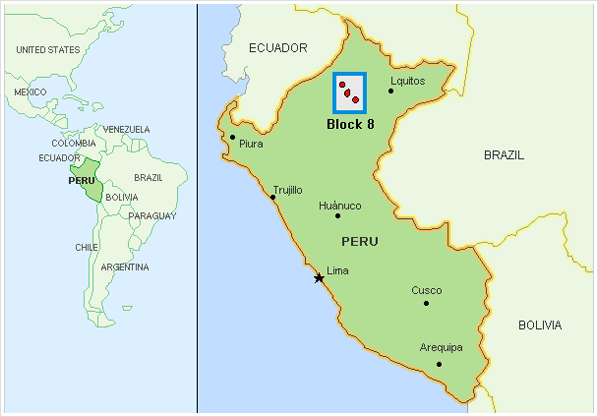 UNITED STATES
MEXICO
VENEZUELA
COLOMBIA
ECUADOR
PERU
BRAZIL
BOLIVIA
PARAGUAY
CHILE
ARGENTINA
ECUADOR
Lquitos
Block 8
Piura
BRAZIL
Trujillo
Huánuco
PERU
Lima
Cusco
BOLIVIA
Arequipa